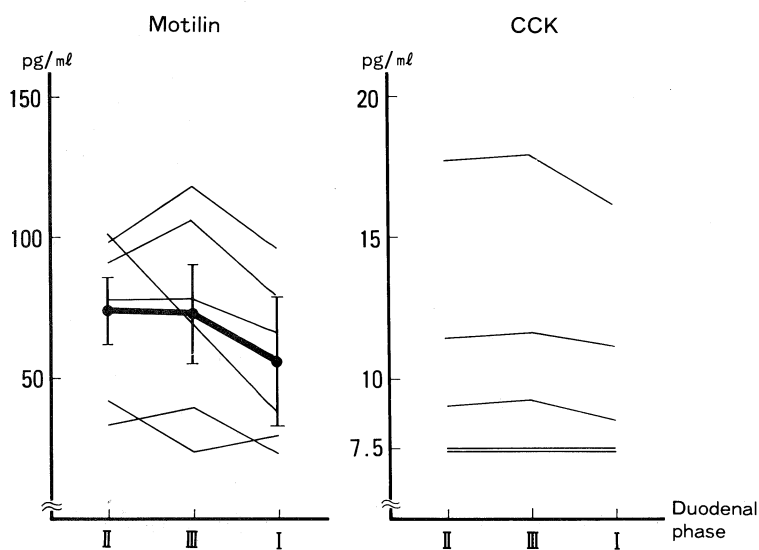 Motilin
pg/mℓ
150
100
50
Ⅱ Ⅲ Ⅰ
CCK
pg/mℓ
20
15
10
7.5
Ⅱ Ⅲ Ⅰ
Duodenal
phase